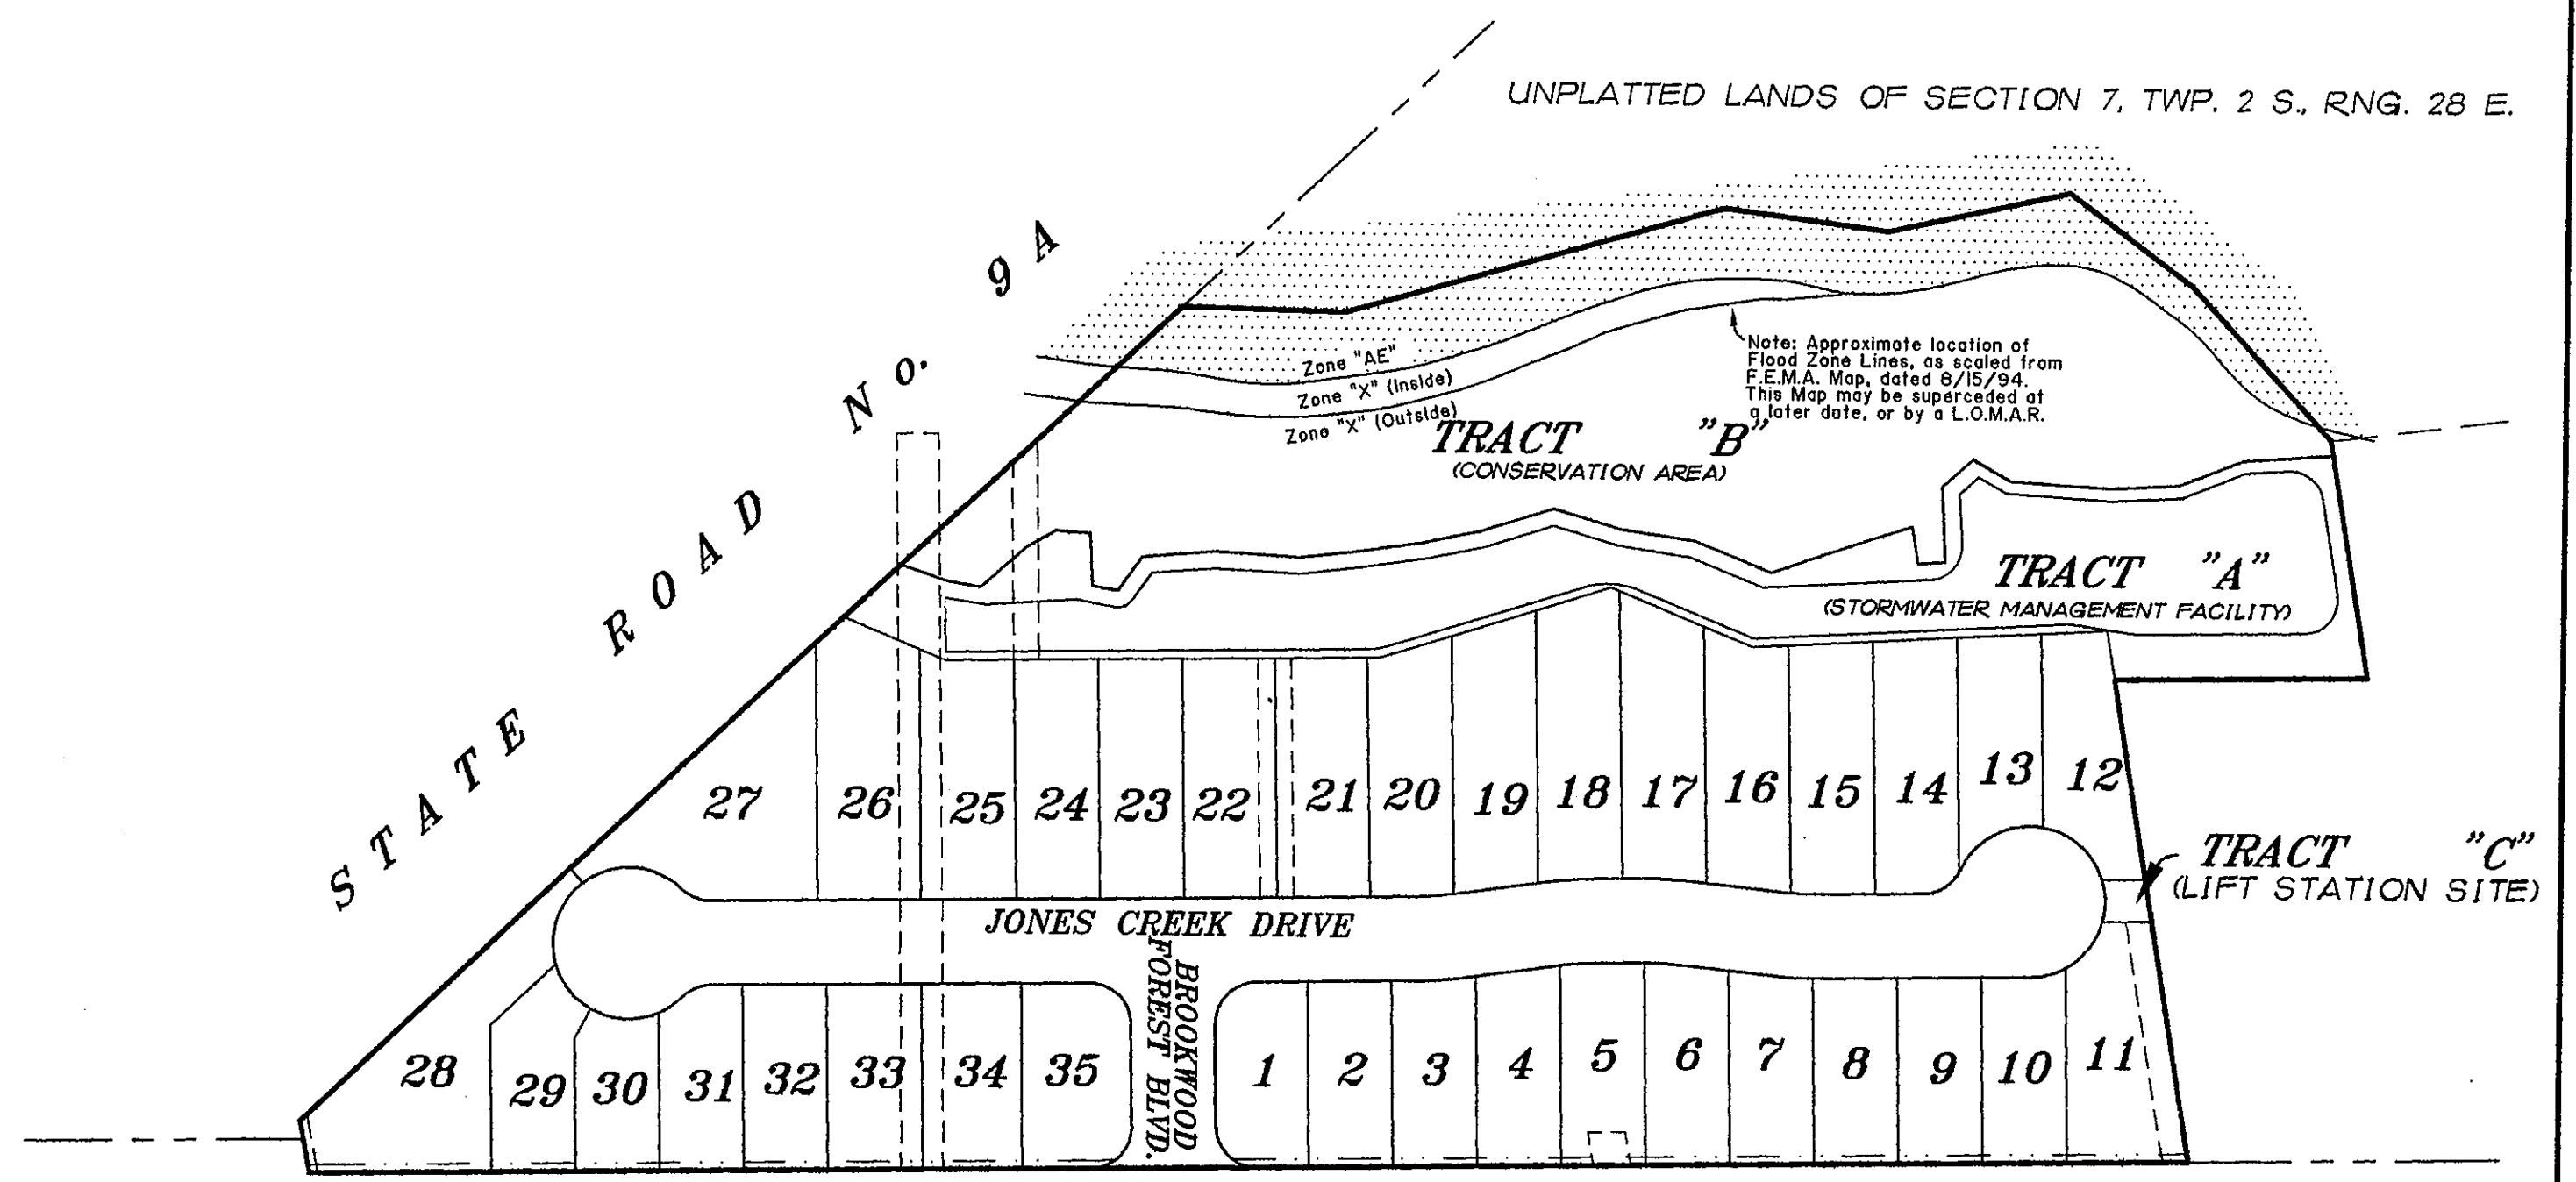 UNPLATTED LANDS OF SECTION 7, TWP. 2 S., RNG. 28 E.
STATE ROAD No. 9A
Zone "AE"
Zone "X" (Inside)
Zone "X" (Outside)
Note: Approximate location of
Flood Zone Lines, as scaled from
F.E.M.A. Map, dated 8/15/94.
This Map may be superceded at
a later date, or by a L.O.M.A.R.
TRACT "B"
(CONSERVATION AREA)
TRACT "A"
(STORMWATER MANAGEMENT FACILITY)
27 26 25 24 23 22 21 20 19 18 17 16 15 14 13 12
TRACT "C"
(LIFT STATION SITE)
JONES CREEK DRIVE
BROOKWOOD
FOREST BLVD.
28 29 30 31 32 33 34 35 1 2 3 4 5 6 7 8 9 10 11